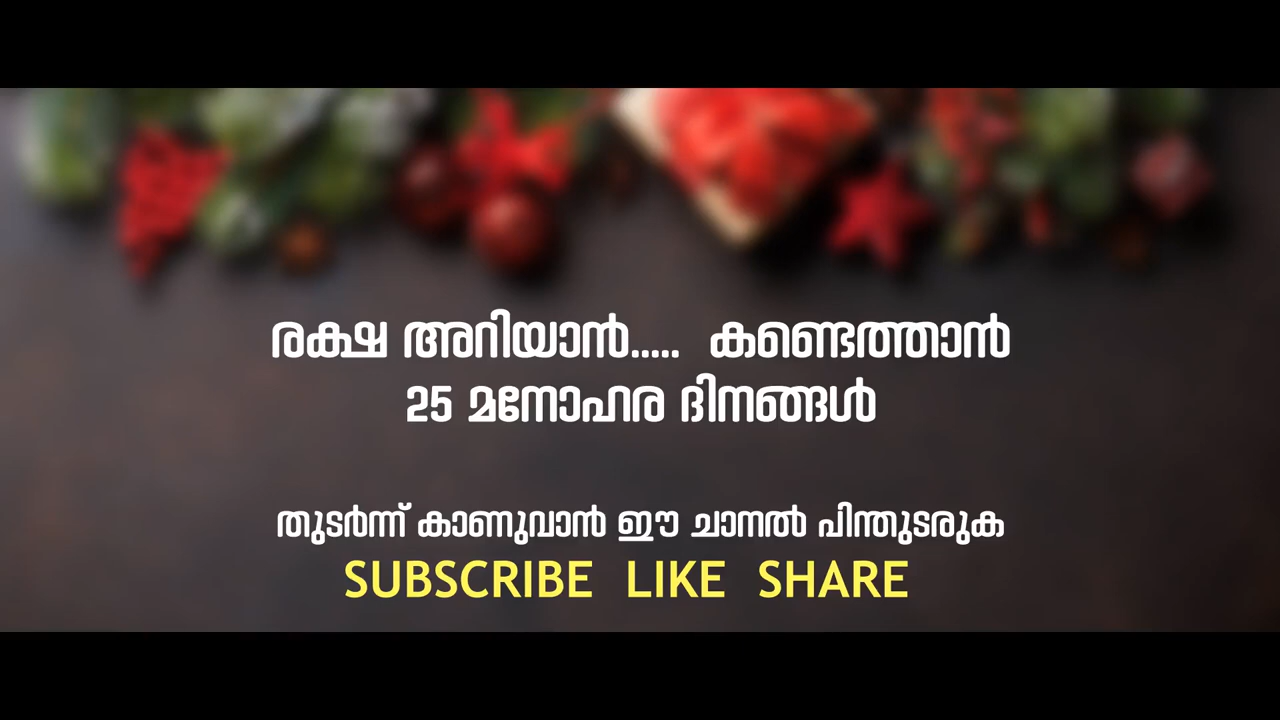 രക്ഷ അറിയാൻ..... കണ്ടെത്താൻ
25 മനോഹര ദിനങ്ങൾ
തുടർന്ന് കാണുവാൻ ഈ ചാനൽ പിന്തുടരുക
SUBSCRIBE LIKE SHARE